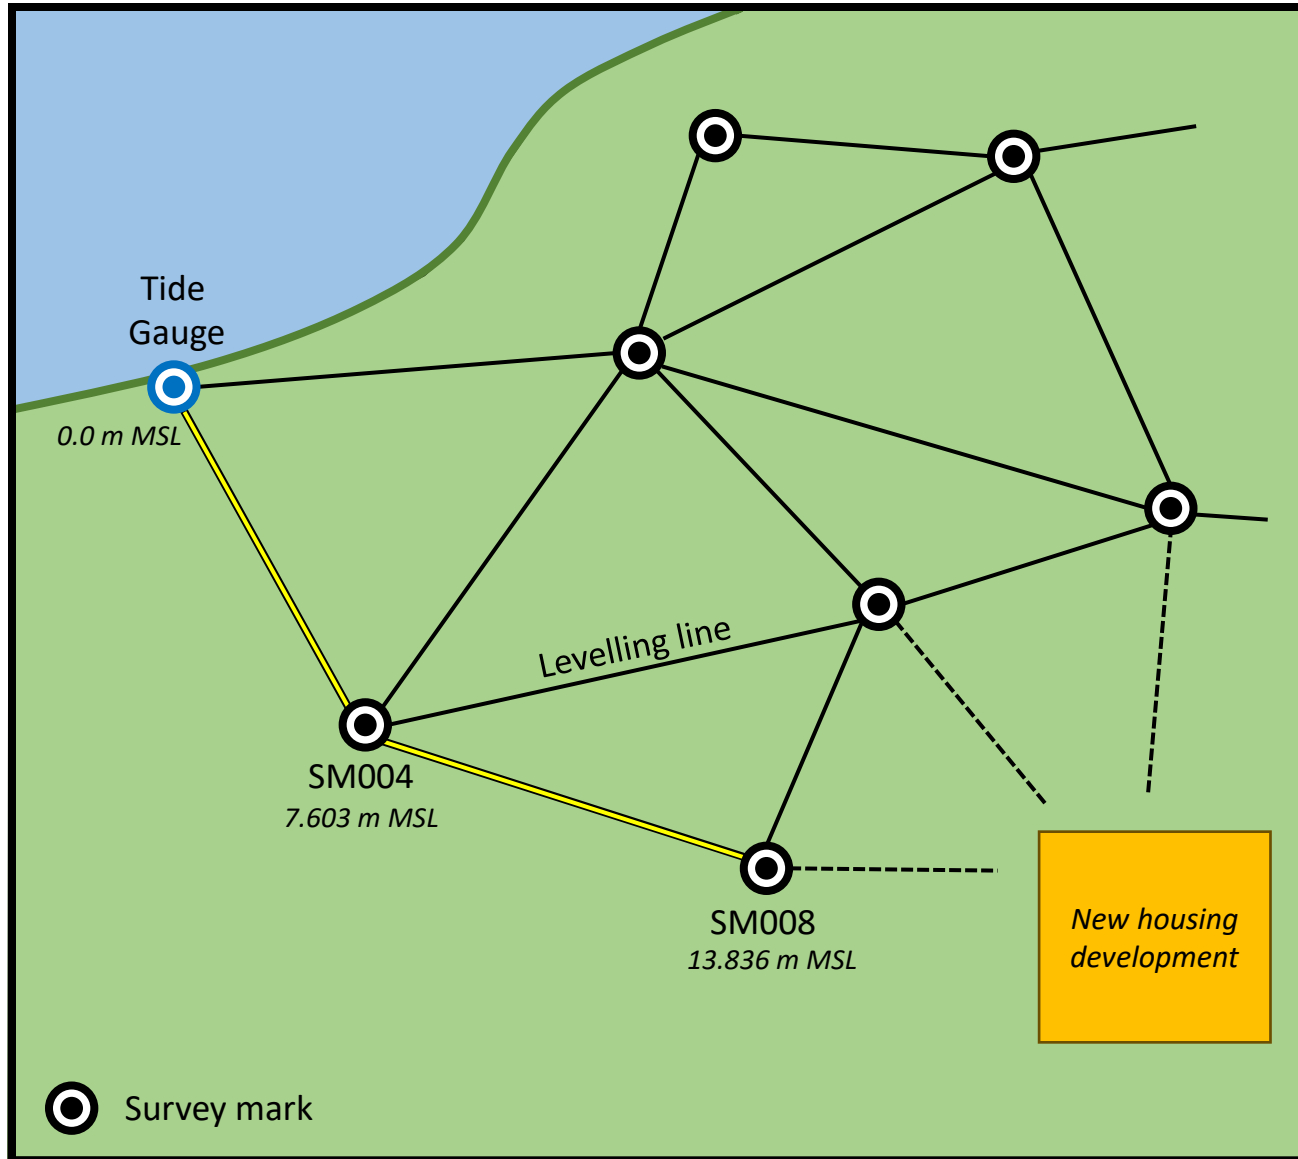 Tide
Gauge
0.0 m MSL
Levelling line
SM004
7.603 m MSL
SM008
13.836 m MSL
New housing
development
Survey mark